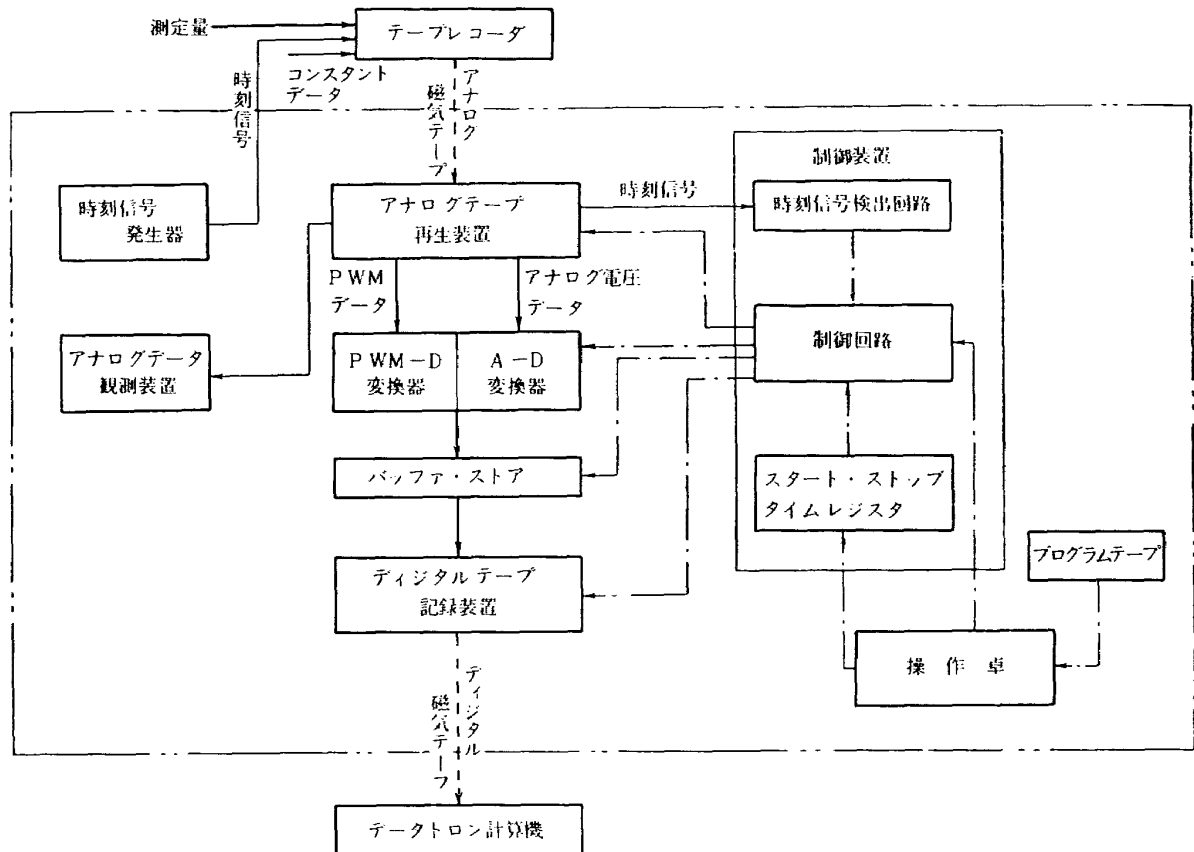 測定量
テープレコーダ
コンスタント
データ
時刻信号
アナログ
磁気テープ
制御装置
時刻信号
発生器
アナログテープ
再生装置
時刻信号
時刻信号検出回路
PWM
データ
アナログ電圧
データ
アナログデータ
観測装置
PWM-D
変換器
A-D
変換器
制御回路
バッファ・ストア
スタート・ストップ
タイムレジスタ
プログラムテープ
ディジタルテープ
記録装置
操作卓
ディジタル
磁気テープ
データトロン計算機